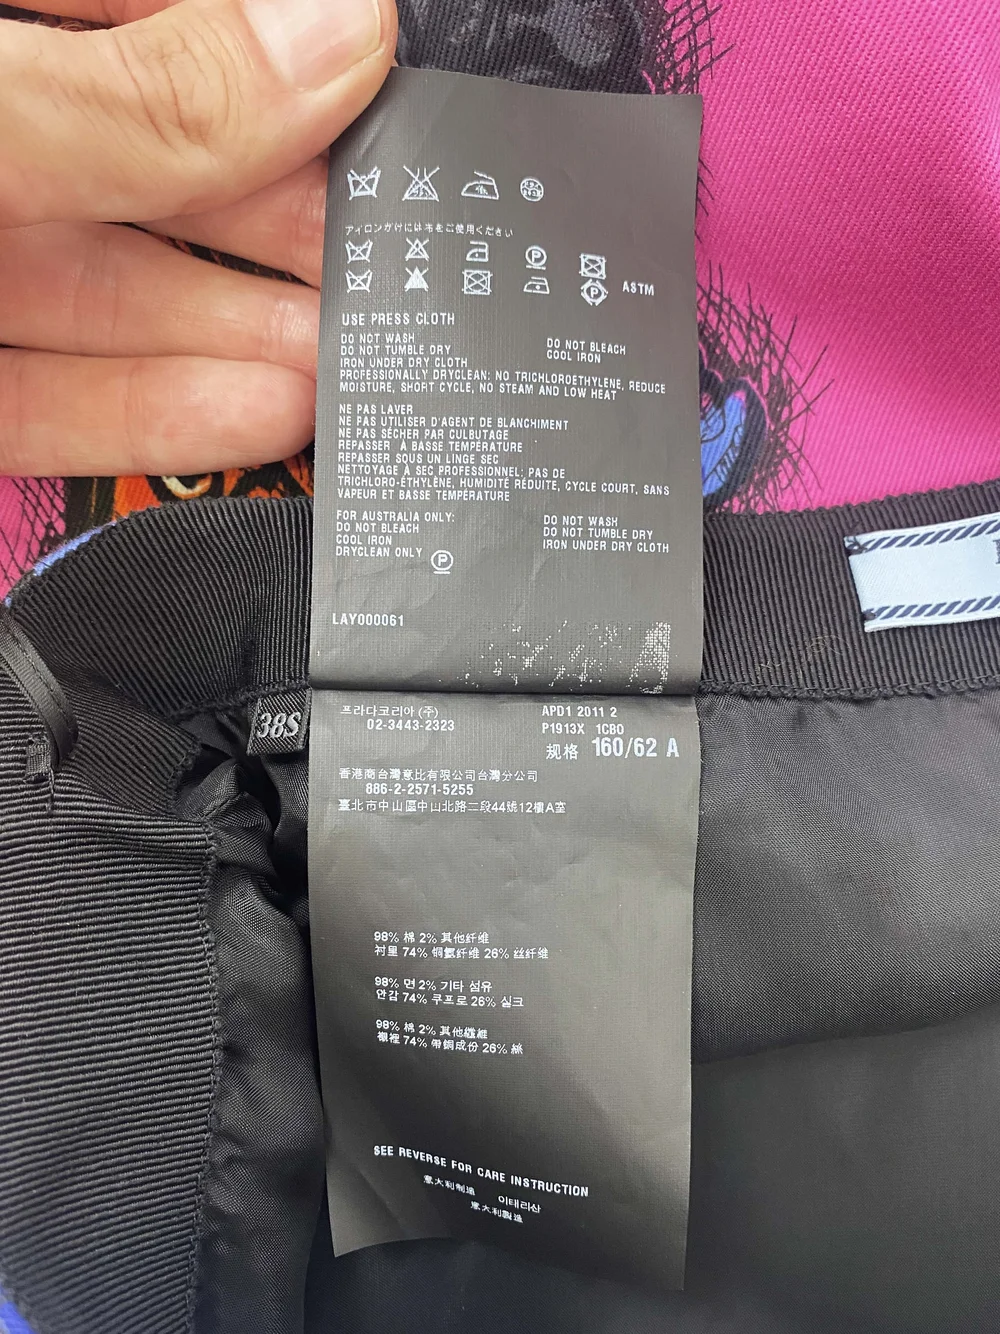 アイロンがけには布をご使用ください
P
P ASTM
USE PRESS CLOTH
DO NOT WASH
DO NOT TUMBLE DRY
IRON UNDER DRY CLOTH
DO NOT BLEACH
COOL IRON
PROFESSIONALLY DRYCLEAN: NO TRICHLOROETHYLENE, REDUCE
MOISTURE, SHORT CYCLE, NO STEAM AND LOW HEAT
NE PAS LAVER
NE PAS UTILISER D'AGENT DE BLANCHIMENT
NE PAS SÉCHER PAR CULBUTAGE
REPASSER À BASSE TEMPÉRATURE
REPASSER SOUS UN LINGE SEC
NETTOYAGE À SEC PROFESSIONNEL: PAS DE
TRICHLORO-ÉTHYLÈNE, HUMIDITÉ RÉDUITE, CYCLE COURT, SANS
VAPEUR ET BASSE TEMPÉRATURE
FOR AUSTRALIA ONLY:
DO NOT BLEACH
COOL IRON
DRYCLEAN ONLY P
DO NOT WASH
DO NOT TUMBLE DRY
IRON UNDER DRY CLOTH
LAY000061
38S
프라다코리아 (주)
02-3443-2323
APD1 2011 2
P1913X 1CBO
规格 160/62 A
香港商台灣意比有限公司台灣分公司
886-2-2571-5255
臺北市中山區中山北路二段44號12樓A室
98% 棉 2% 其他纤维
衬里 74% 铜氨纤维 26% 丝纤维
98% 면 2% 기타 섬유
안감 74% 쿠프로 26% 실크
98% 棉 2% 其他纖維
襯裡 74% 帶銅成份 26% 絲
SEE REVERSE FOR CARE INSTRUCTION
意大利制造
이태리산
意大利製造